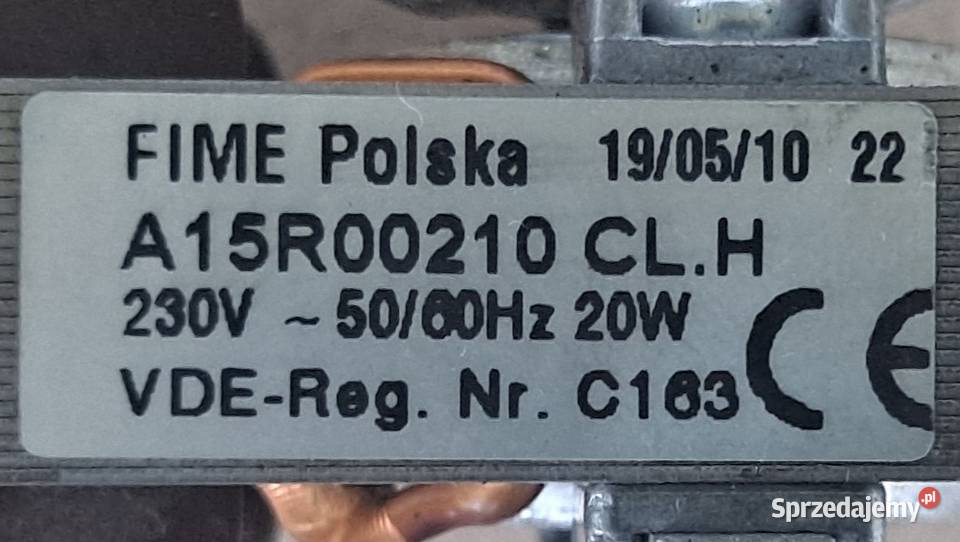 FIME Polska 19/05/10 22
A15R00210 CL.H
230V ~ 50/60Hz 20W
VDE-Reg. Nr. C163
CE
Sprzedajemy.pl